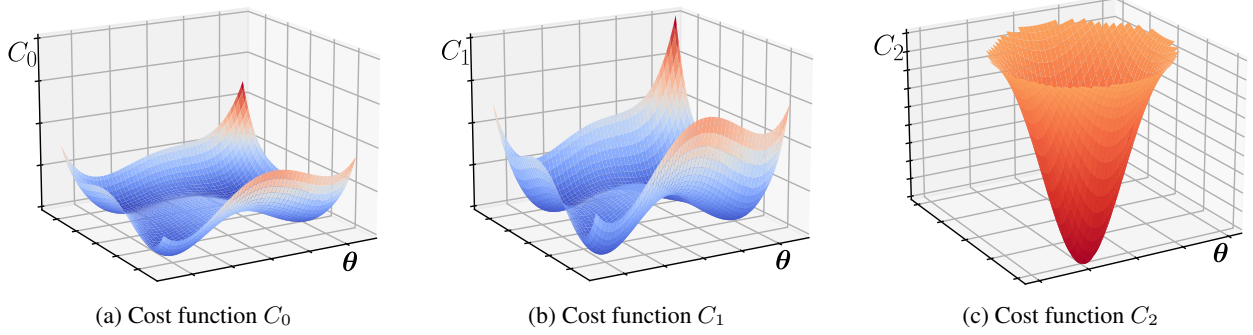 C₀
θ
(a) Cost function C₀
C₁
θ
(b) Cost function C₁
C₂
θ
(c) Cost function C₂